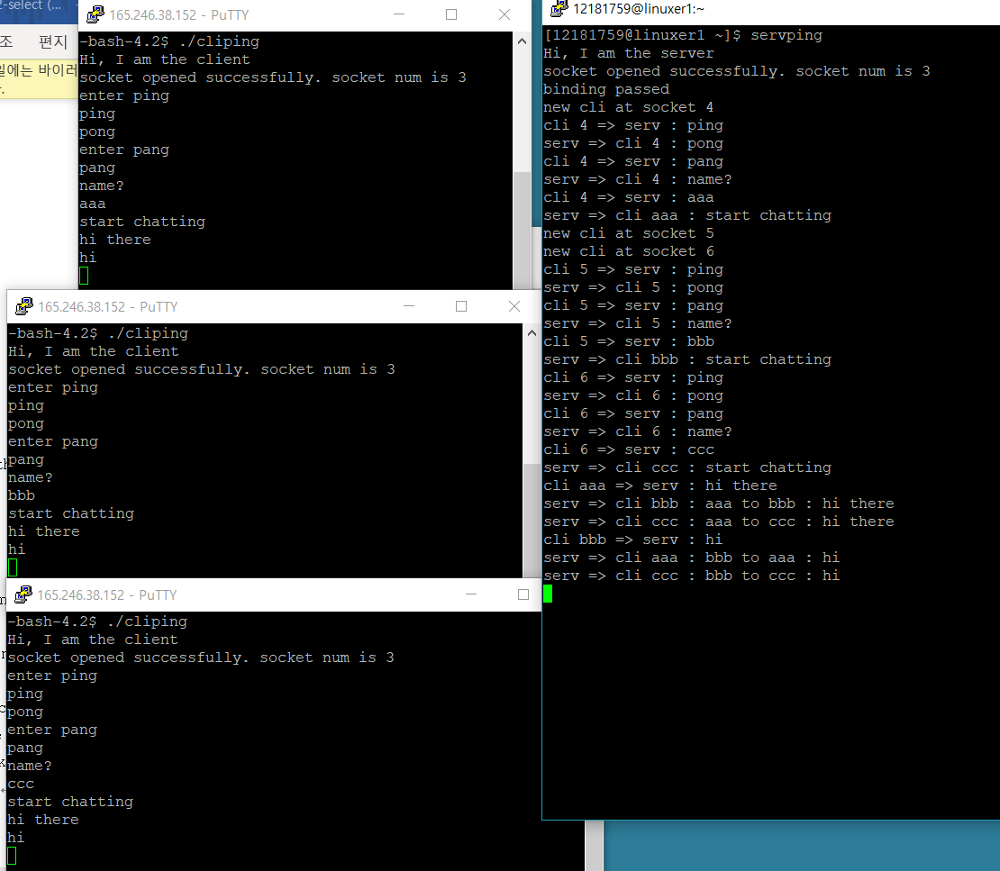 2-select (...
조 편지
일에는 바이러
165.246.38.152 - PuTTY
-bash-4.2$ ./cliping
Hi, I am the client
socket opened successfully. socket num is 3
enter ping
ping
pong
enter pang
pang
name?
aaa
start chatting
hi there
hi
165.246.38.152 - PuTTY
-bash-4.2$ ./cliping
Hi, I am the client
socket opened successfully. socket num is 3
enter ping
ping
pong
enter pang
pang
name?
bbb
start chatting
hi there
hi
165.246.38.152 - PuTTY
-bash-4.2$ ./cliping
Hi, I am the client
socket opened successfully. socket num is 3
enter ping
ping
pong
enter pang
pang
name?
ccc
start chatting
hi there
hi
12181759@linuxer1:~
[12181759@linuxer1 ~]$ servping
Hi, I am the server
socket opened successfully. socket num is 3
binding passed
new cli at socket 4
cli 4 => serv : ping
serv => cli 4 : pong
cli 4 => serv : pang
serv => cli 4 : name?
cli 4 => serv : aaa
serv => cli aaa : start chatting
new cli at socket 5
new cli at socket 6
cli 5 => serv : ping
serv => cli 5 : pong
cli 5 => serv : pang
serv => cli 5 : name?
cli 5 => serv : bbb
serv => cli bbb : start chatting
cli 6 => serv : ping
serv => cli 6 : pong
cli 6 => serv : pang
serv => cli 6 : name?
cli 6 => serv : ccc
serv => cli ccc : start chatting
cli aaa => serv : hi there
serv => cli bbb : aaa to bbb : hi there
serv => cli ccc : aaa to ccc : hi there
cli bbb => serv : hi
serv => cli aaa : bbb to aaa : hi
serv => cli ccc : bbb to ccc : hi